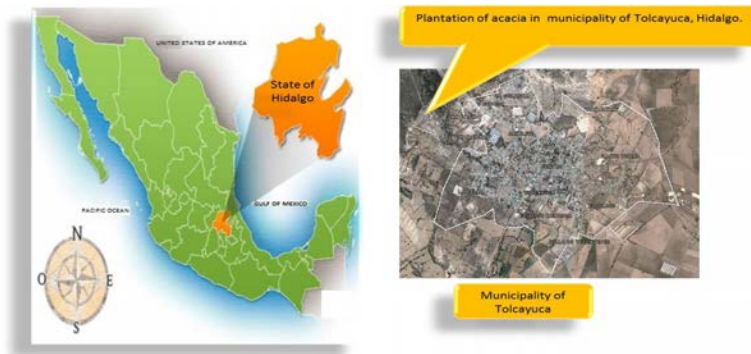 Plantation of acacia in municipality of Tolcayuca, Hidalgo.
UNITED STATES OF AMERICA
State of
Hidalgo
PACIFIC OCEAN
GULF OF MEXICO
N
O
E
S
Municipality of
Tolcayuca